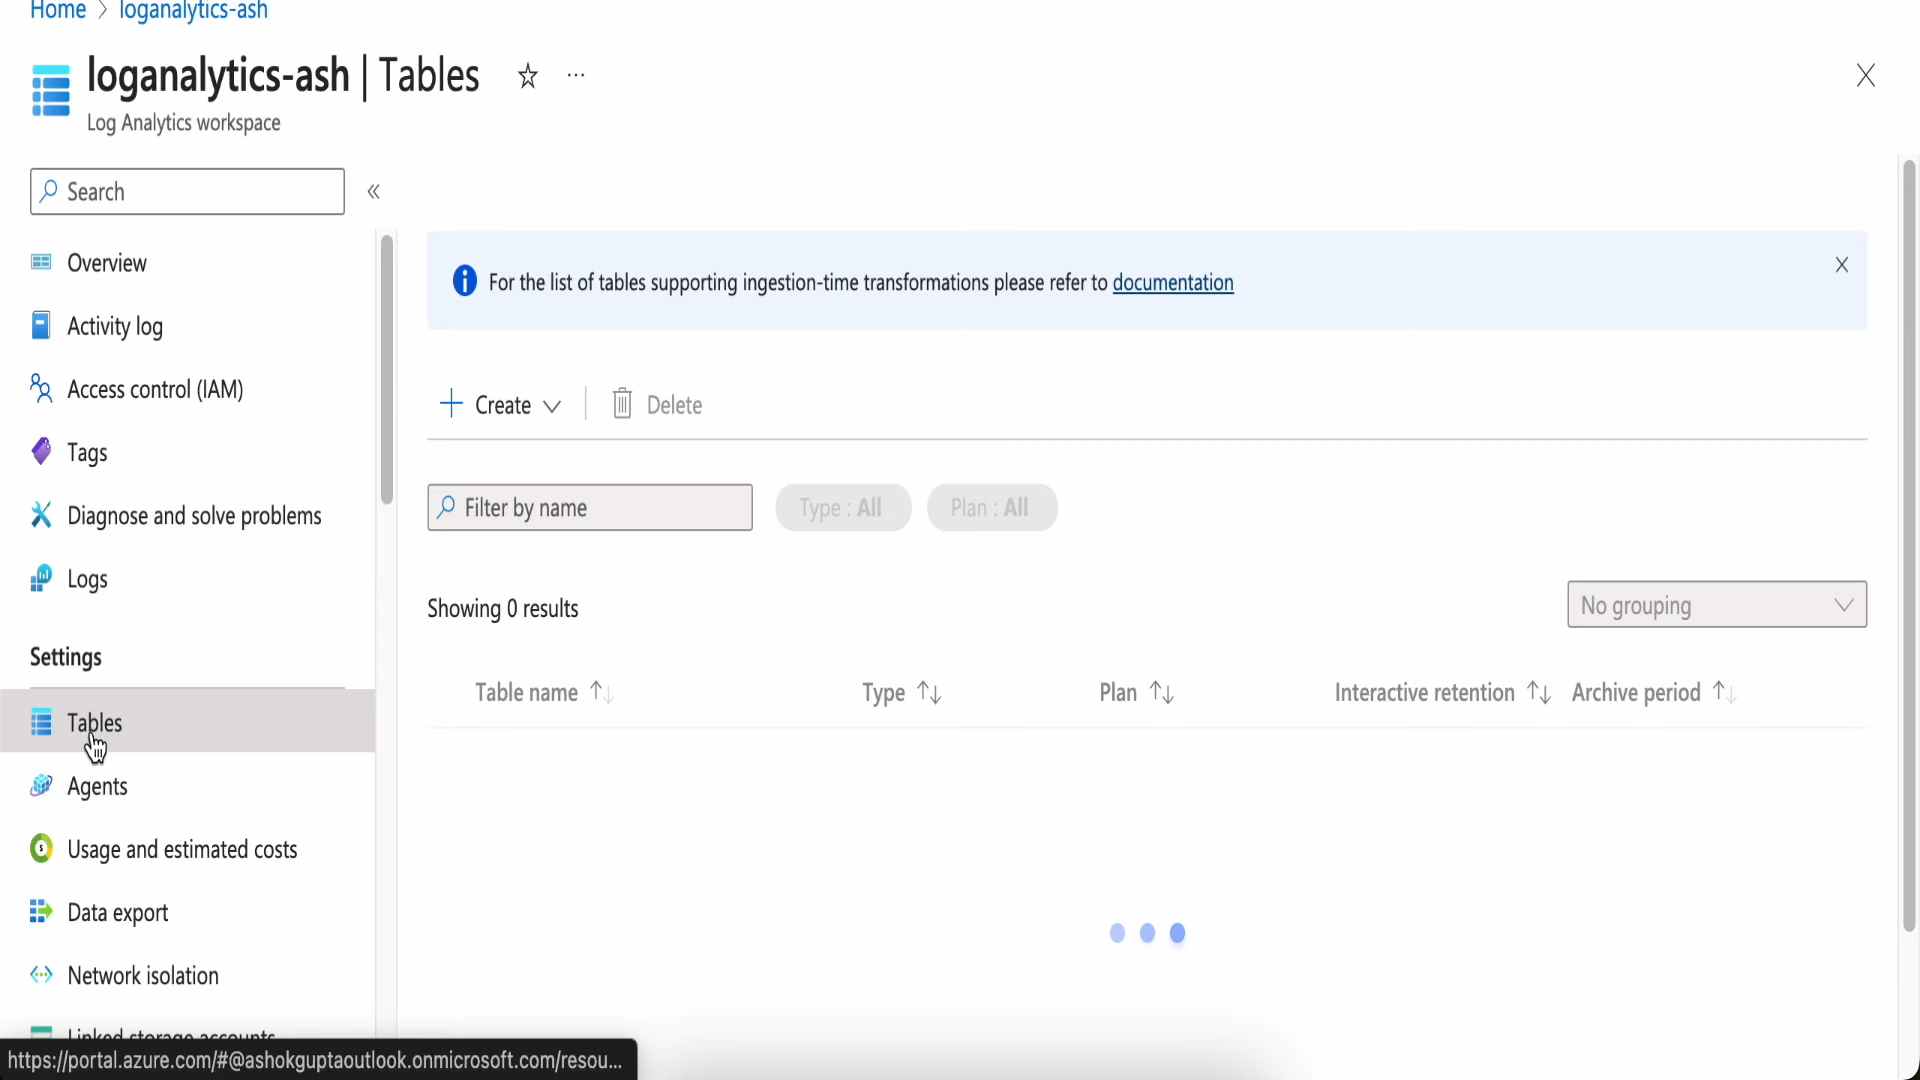 Home > loganalytics-ash
loganalytics-ash | Tables ☆ ···
Log Analytics workspace
Search «
Overview
Activity log
Access control (IAM)
Tags
Diagnose and solve problems
Logs
Settings
Tables
Agents
Usage and estimated costs
Data export
Network isolation
Linked storage accounts
For the list of tables supporting ingestion-time transformations please refer to documentation
Create Delete
Filter by name Type : All Plan : All
Showing 0 results No grouping
Table name ↑↓ Type ↑↓ Plan ↑↓ Interactive retention ↑↓ Archive period ↑↓
https://portal.azure.com/#@ashokguptaoutlook.onmicrosoft.com/resou...